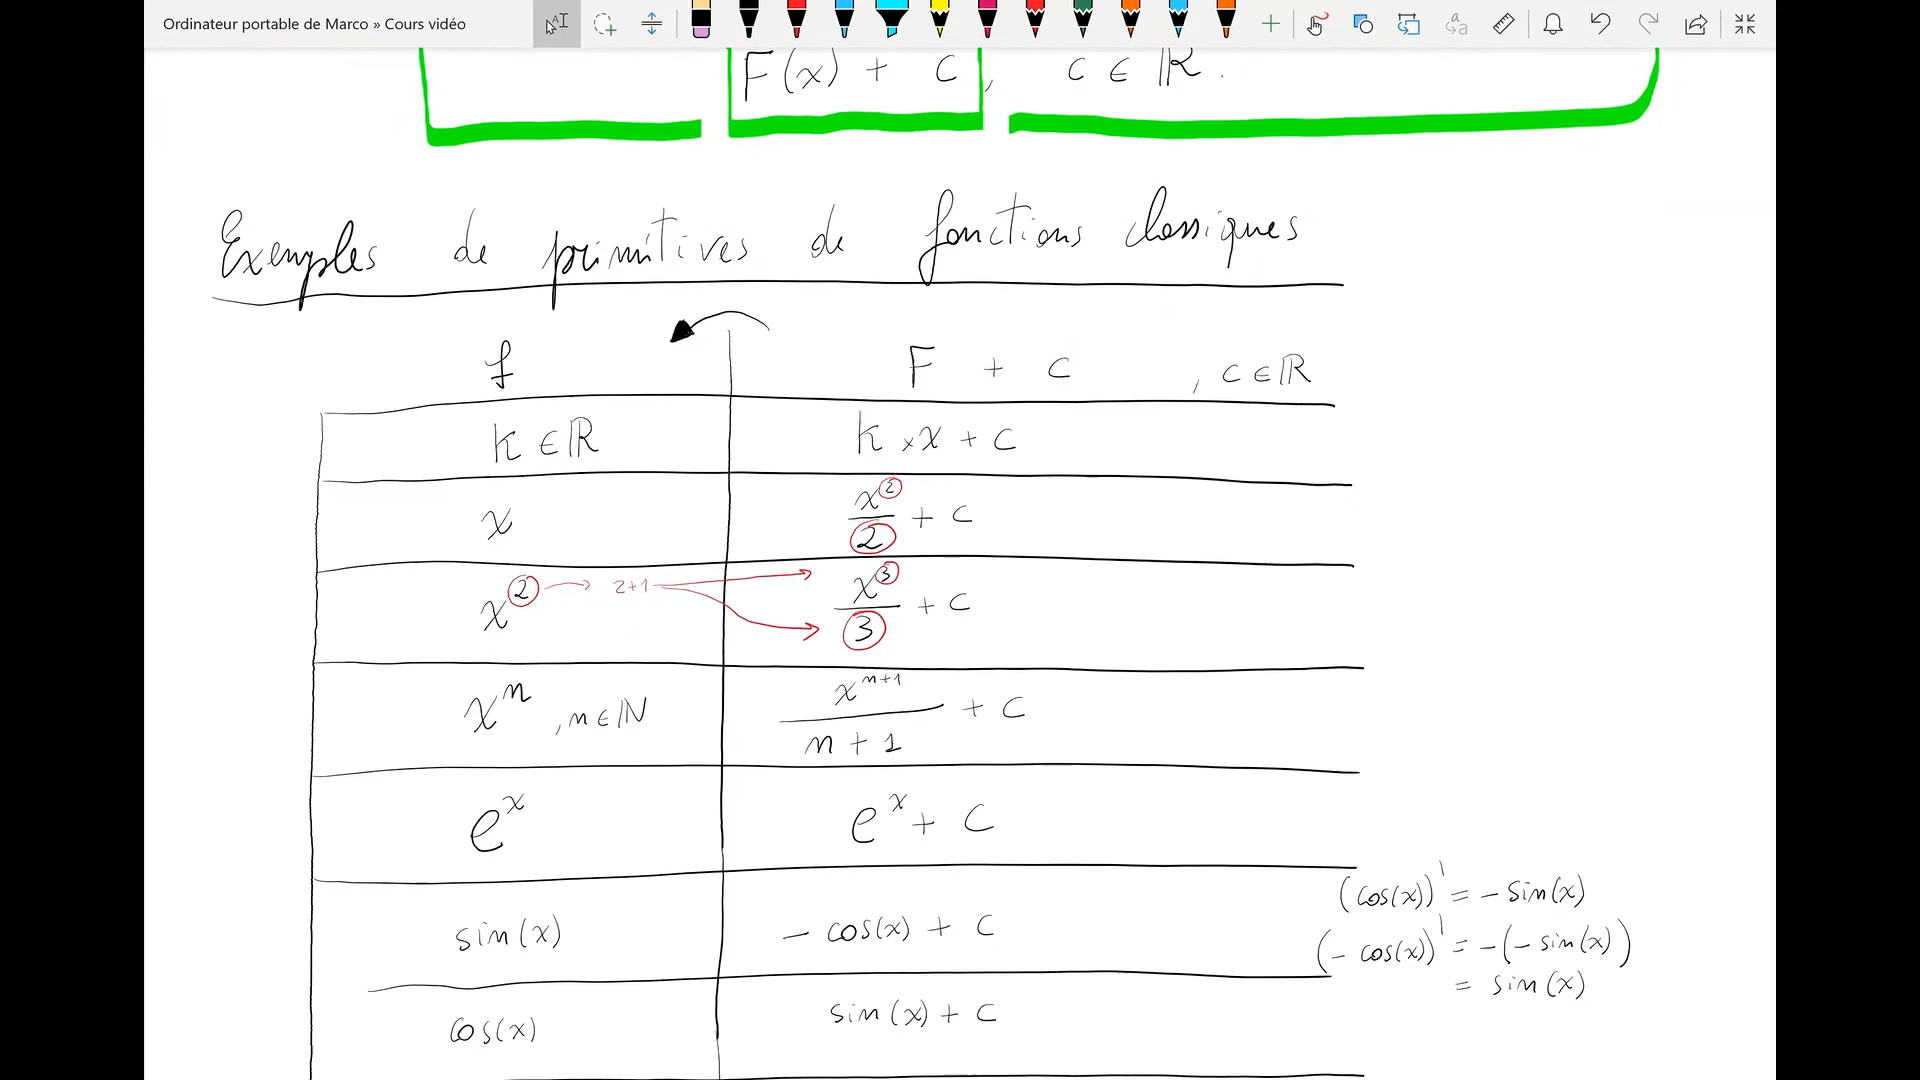 Ordinateur portable de Marco » Cours vidéo
F(x) + c, c ∈ ℝ.
Exemples de primitives de fonctions classiques
f F + c , c ∈ ℝ
k ∈ ℝ k × x + c
x x²/2 + c
x² → 2+1 x³/3 + c
xⁿ , n ∈ ℕ xⁿ⁺¹/(n + 1) + c
eˣ eˣ + c
(cos(x))' = - sin(x)
sin(x) - cos(x) + c
(- cos(x))' = -(- sin(x))
= sin(x)
cos(x) sin(x) + c